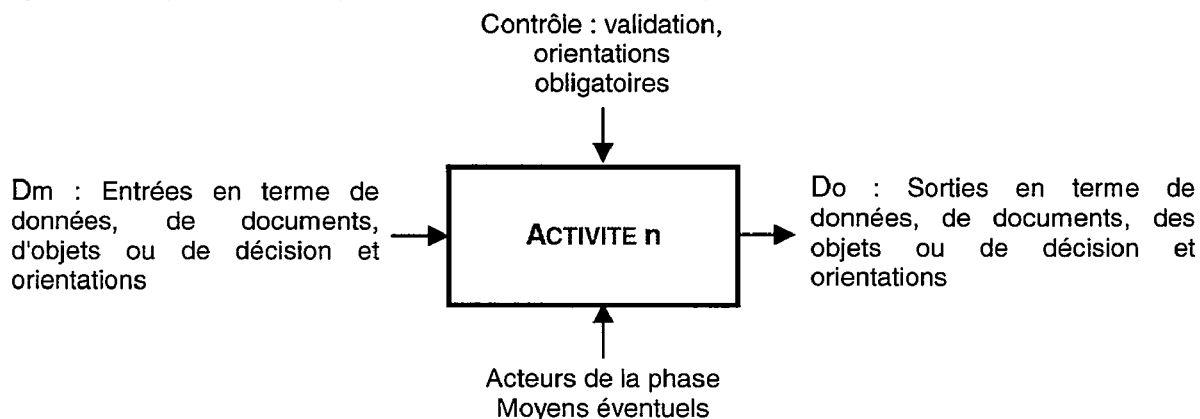 Contrôle : validation,
orientations
obligatoires
Dm : Entrées en terme de
données, de documents,
d'objets ou de décision et
orientations
ACTIVITE n
Do : Sorties en terme de
données, de documents, des
objets ou de décision et
orientations
Acteurs de la phase
Moyens éventuels